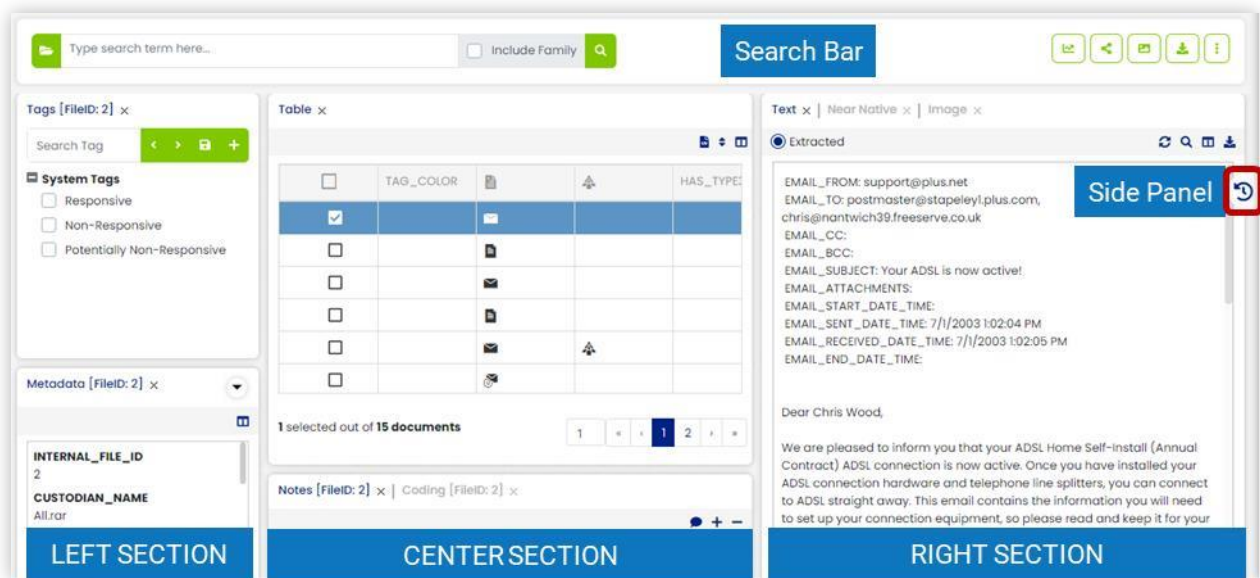 Type search term here...
Include Family
Search Bar
Tags [FileID: 2] ×
Search Tag
System Tags
Responsive
Non-Responsive
Potentially Non-Responsive
Metadata [FileID: 2] ×
INTERNAL_FILE_ID
2
CUSTODIAN_NAME
All.rar
LEFT SECTION
Table ×
TAG_COLOR
HAS_TYPE
1 selected out of 15 documents
1 « ‹ 1 2 › »
Notes [FileID: 2] × | Coding [FileID: 2] ×
CENTER SECTION
Text × | Near Native × | Image ×
Extracted
Side Panel
EMAIL_FROM: support@plus.net
EMAIL_TO: postmaster@stapeley1.plus.com,
chris@nantwich39.freeserve.co.uk
EMAIL_CC:
EMAIL_BCC:
EMAIL_SUBJECT: Your ADSL is now active!
EMAIL_ATTACHMENTS:
EMAIL_START_DATE_TIME:
EMAIL_SENT_DATE_TIME: 7/1/2003 1:02:04 PM
EMAIL_RECEIVED_DATE_TIME: 7/1/2003 1:02:05 PM
EMAIL_END_DATE_TIME:
Dear Chris Wood,
We are pleased to inform you that your ADSL Home Self-Install (Annual
Contract) ADSL connection is now active. Once you have installed your
ADSL connection hardware and telephone line splitters, you can connect
to ADSL straight away. This email contains the information you will need
to set up your connection equipment, so please read and keep it for your
RIGHT SECTION